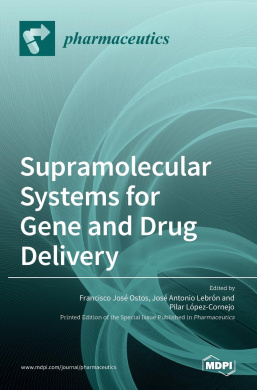 pharmaceutics
Supramolecular
Systems for
Gene and Drug
Delivery
Edited by
Francisco José Ostos, José Antonio Lebrón and
Pilar López-Cornejo
Printed Edition of the Special Issue Published in Pharmaceutics
www.mdpi.com/journal/pharmaceutics
MDPI